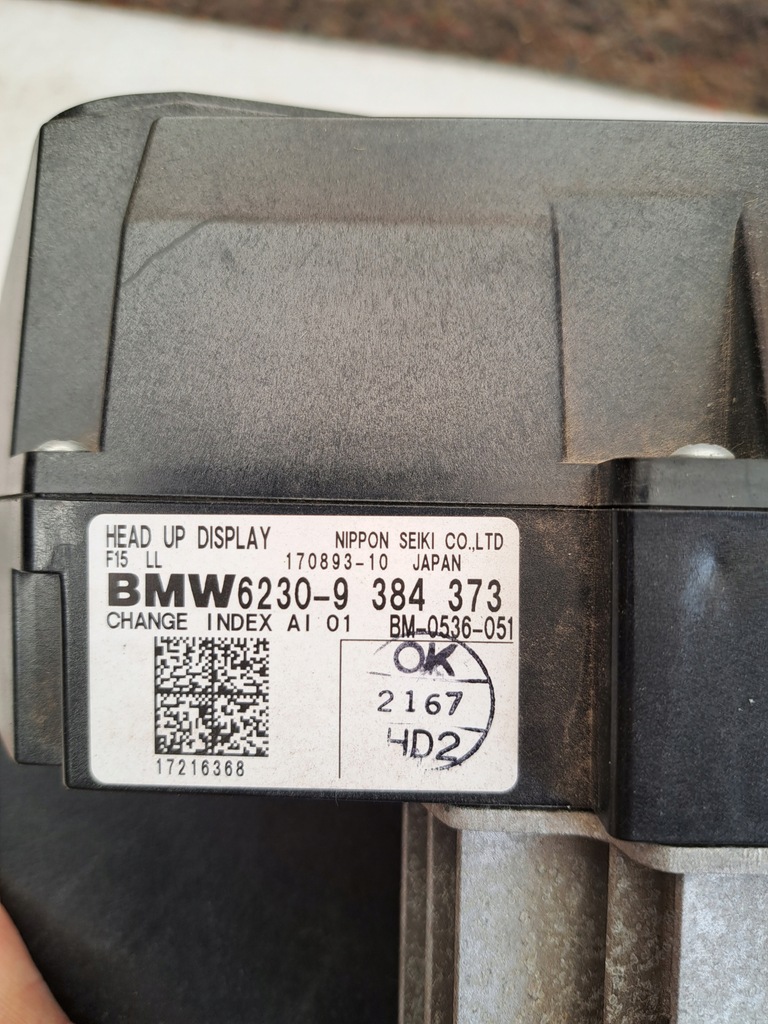 HEAD UP DISPLAY NIPPON SEIKI CO.,LTD
F15 LL 170893-10 JAPAN
BMW6230-9 384 373
CHANGE INDEX AI 01 BM-0536-051
OK
2167
HD2
17216368